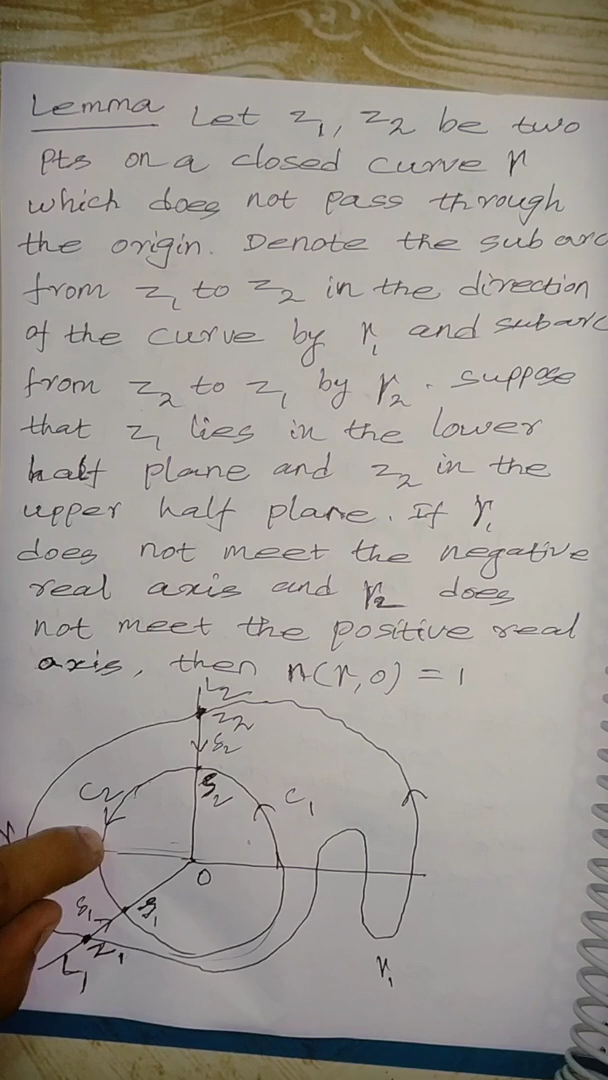 Lemma Let z1, z2 be two
pts on a closed curve γ
which does not pass through
the origin. Denote the subarc
from z1 to z2 in the direction
of the curve by γ1 and subarc
from z2 to z1 by γ2. suppose
that z1 lies in the lower
half plane and z2 in the
upper half plane. If γ1
does not meet the negative
real axis and γ2 does
not meet the positive real
axis, then n(γ,0) = 1
L2
z2
δ2
C2
ξ2
C1
O
δ1
ξ1
z1
L1
γ1